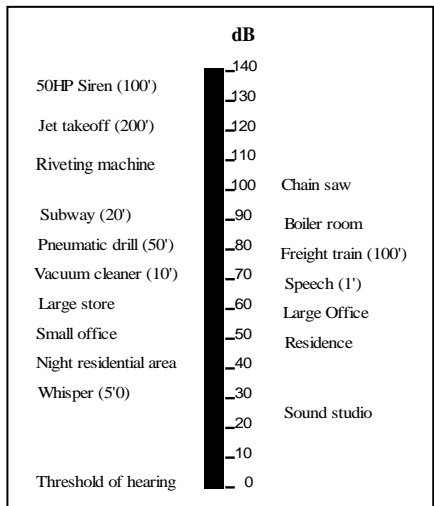 dB
140
50HP Siren (100')
130
Jet takeoff (200')
120
110
Riveting machine
100
Chain saw
Subway (20')
90
Boiler room
Pneumatic drill (50')
80
Freight train (100')
Vacuum cleaner (10')
70
Speech (1')
Large store
60
Large Office
Small office
50
Residence
Night residential area
40
Whisper (5'0)
30
Sound studio
20
10
Threshold of hearing
0